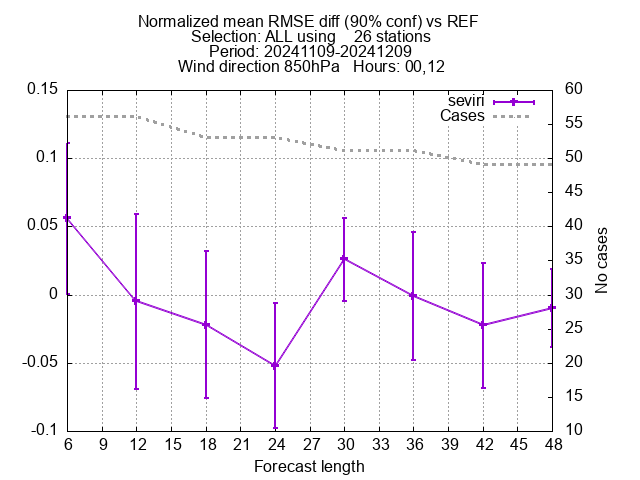 Normalized mean RMSE diff (90% conf) vs REF
Selection: ALL using    26 stations
Period: 20241109-20241209
Wind direction 850hPa   Hours: 00,12
seviri
Cases
0.15
0.1
0.05
0
-0.05
-0.1
60
55
50
45
40
35
30
25
20
15
10
No cases
6 9 12 15 18 21 24 27 30 33 36 39 42 45 48
Forecast length